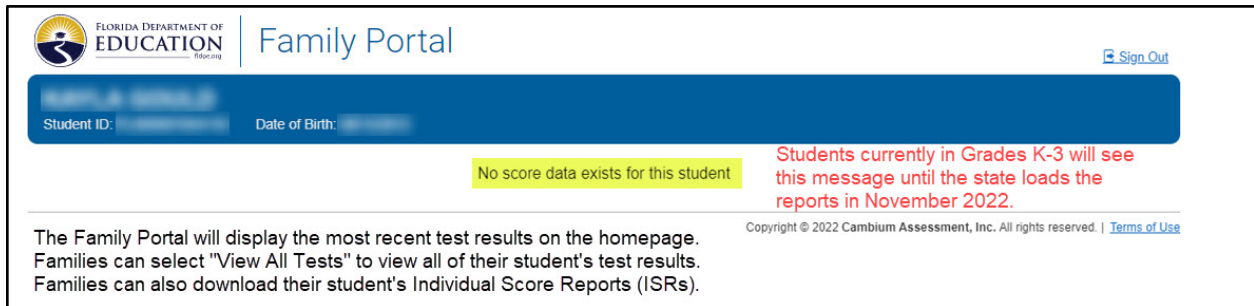 FLORIDA DEPARTMENT OF
EDUCATION
fldoe.org
Family Portal
Sign Out
Student ID:
Date of Birth:
No score data exists for this student
Students currently in Grades K-3 will see
this message until the state loads the
reports in November 2022.
Copyright © 2022 Cambium Assessment, Inc. All rights reserved. | Terms of Use
The Family Portal will display the most recent test results on the homepage.
Families can select "View All Tests" to view all of their student's test results.
Families can also download their student's Individual Score Reports (ISRs).